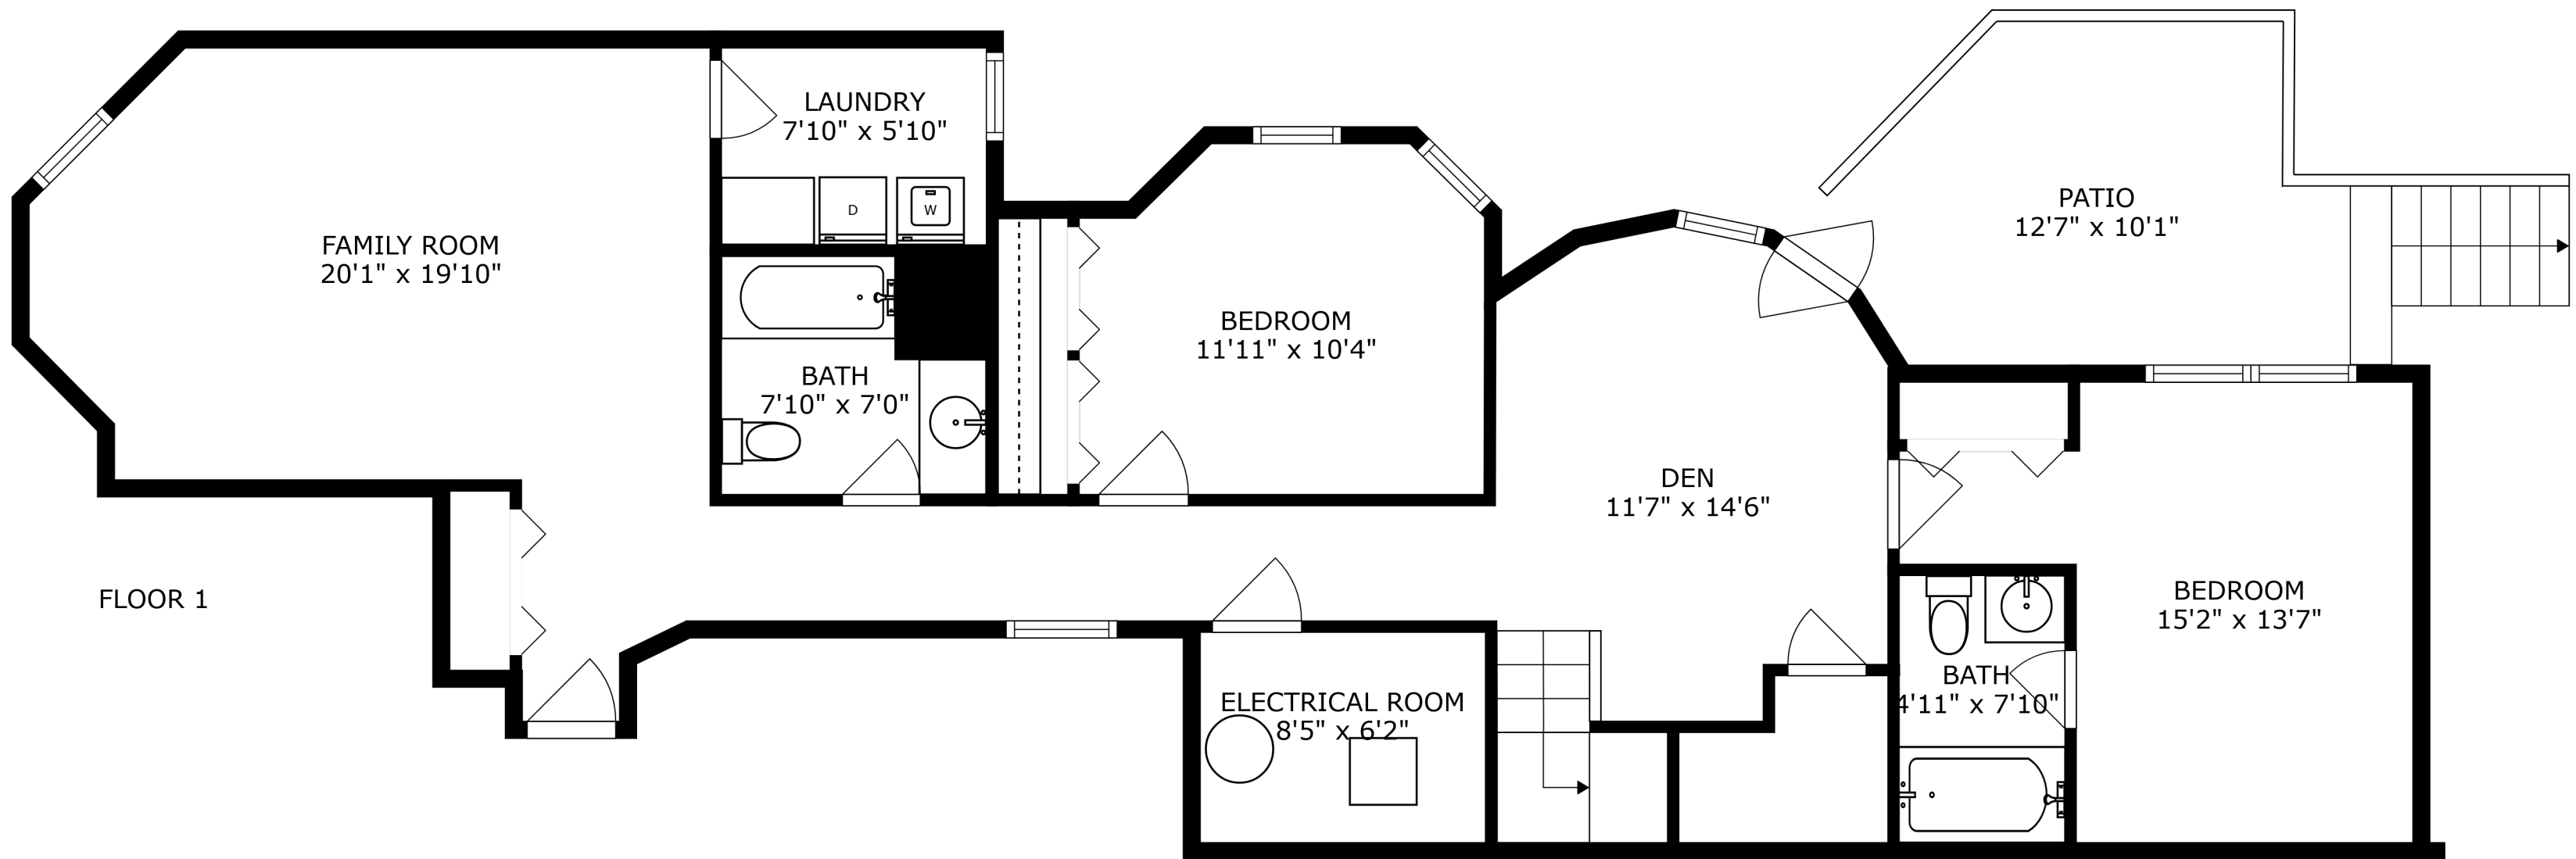 LAUNDRY
7'10" x 5'10"
D
W
FAMILY ROOM
20'1" x 19'10"
PATIO
12'7" x 10'1"
BEDROOM
11'11" x 10'4"
BATH
7'10" x 7'0"
DEN
11'7" x 14'6"
FLOOR 1
BEDROOM
15'2" x 13'7"
ELECTRICAL ROOM
8'5" x 6'2"
BATH
4'11" x 7'10"